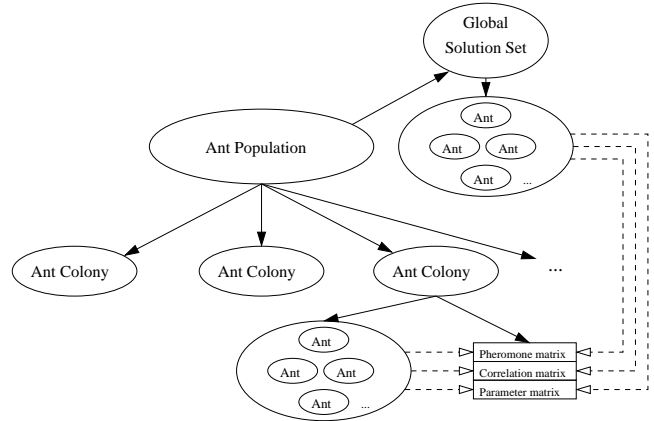 Global
Solution Set
Ant
Ant Ant
Ant ...
Ant Population
Ant Colony Ant Colony Ant Colony ...
Ant
Ant Ant
Ant ...
Pheromone matrix
Correlation matrix
Parameter matrix